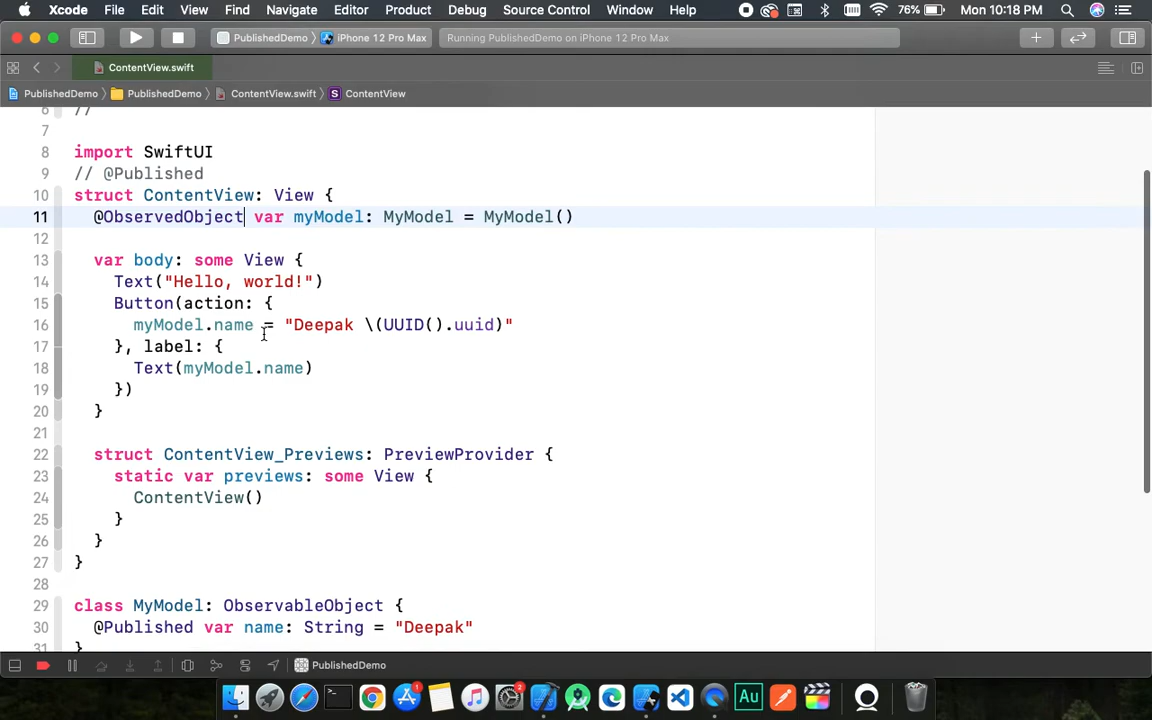 Xcode File Edit View Find Navigate Editor Product Debug Source Control Window Help 76% Mon 10:18 PM
PublishedDemo iPhone 12 Pro Max Running PublishedDemo on iPhone 12 Pro Max
ContentView.swift
PublishedDemo PublishedDemo ContentView.swift S ContentView
6 //
7
8 import SwiftUI
9 // @Published
10 struct ContentView: View {
11 @ObservedObject var myModel: MyModel = MyModel()
12
13 var body: some View {
14 Text("Hello, world!")
15 Button(action: {
16 myModel.name = "Deepak \(UUID().uuid)"
17 }, label: {
18 Text(myModel.name)
19 })
20 }
21
22 struct ContentView_Previews: PreviewProvider {
23 static var previews: some View {
24 ContentView()
25 }
26 }
27 }
28
29 class MyModel: ObservableObject {
30 @Published var name: String = "Deepak"
31 }
PublishedDemo
1 2 Au